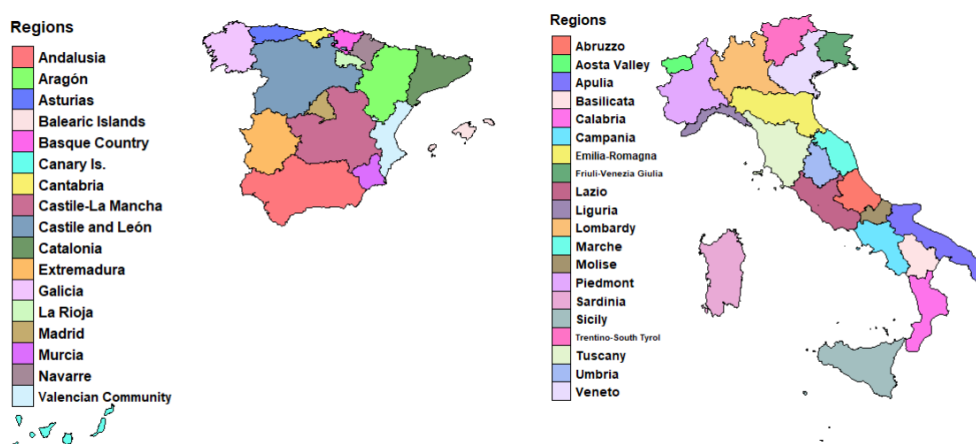 Regions
Andalusia
Aragón
Asturias
Balearic Islands
Basque Country
Canary Is.
Cantabria
Castile-La Mancha
Castile and León
Catalonia
Extremadura
Galicia
La Rioja
Madrid
Murcia
Navarre
Valencian Community
Regions
Abruzzo
Aosta Valley
Apulia
Basilicata
Calabria
Campania
Emilia-Romagna
Friuli-Venezia Giulia
Lazio
Liguria
Lombardy
Marche
Molise
Piedmont
Sardinia
Sicily
Trentino-South Tyrol
Tuscany
Umbria
Veneto